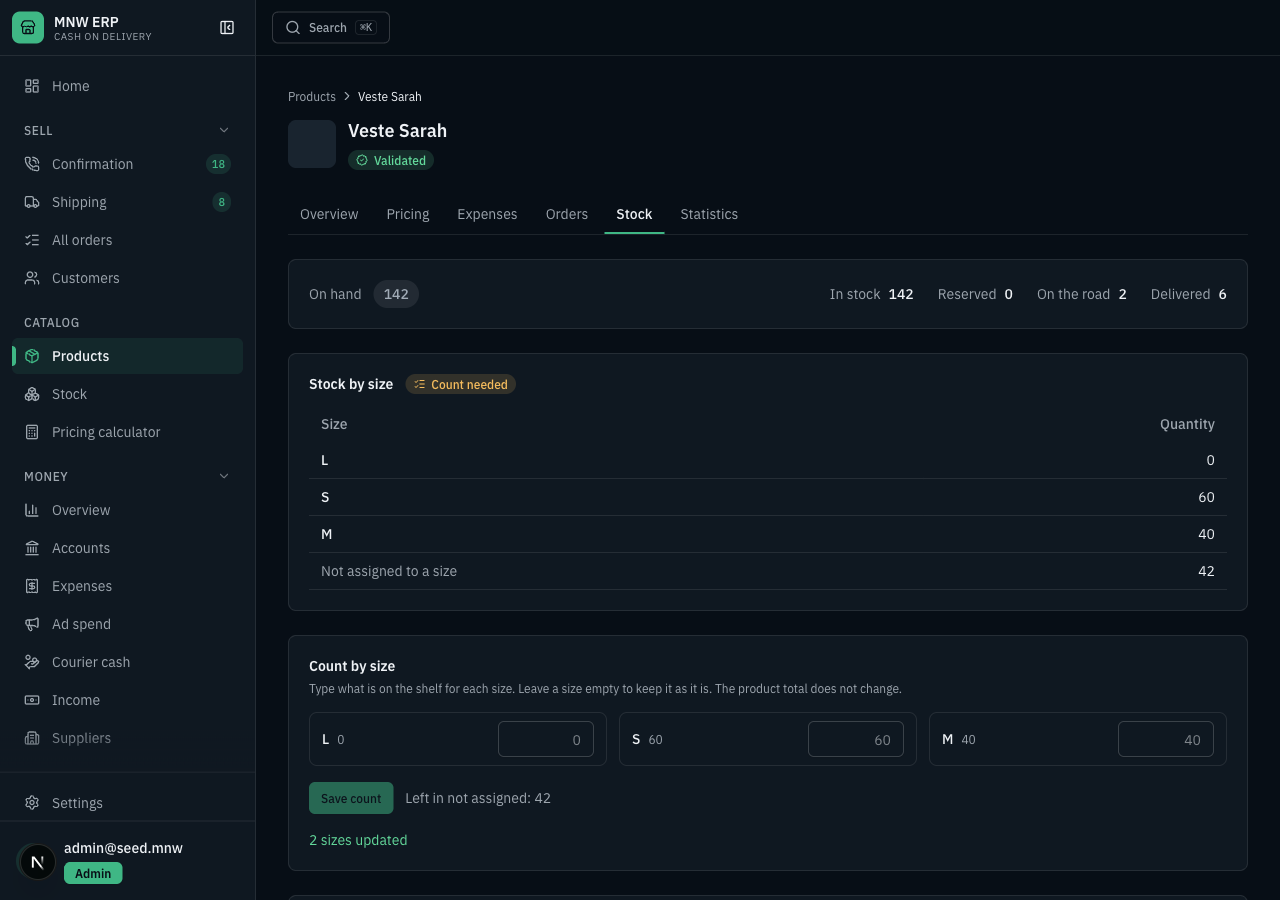 MNW ERP
CASH ON DELIVERY
Search ⌘K
Home
SELL
Confirmation 18
Shipping 8
All orders
Customers
CATALOG
Products
Stock
Pricing calculator
MONEY
Overview
Accounts
Expenses
Ad spend
Courier cash
Income
Suppliers
Settings
N
admin@seed.mnw
Admin
Products > Veste Sarah
Veste Sarah
Validated
Overview Pricing Expenses Orders Stock Statistics
On hand 142 In stock 142 Reserved 0 On the road 2 Delivered 6
Stock by size Count needed
Size Quantity
L 0
S 60
M 40
Not assigned to a size 42
Count by size
Type what is on the shelf for each size. Leave a size empty to keep it as it is. The product total does not change.
L 0 0 S 60 60 M 40 40
Save count Left in not assigned: 42
2 sizes updated